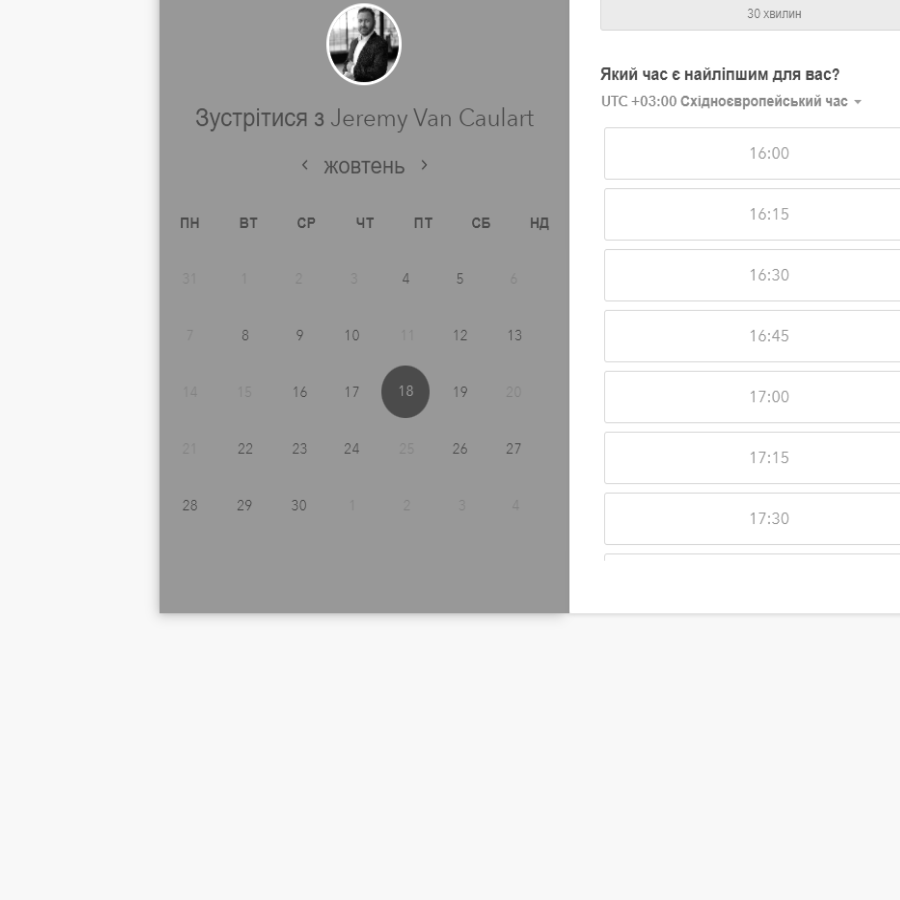 Зустрітися з Jeremy Van Caulart
жовтень
ПН ВТ СР ЧТ ПТ СБ НД
31 1 2 3 4 5 6
7 8 9 10 11 12 13
14 15 16 17 18 19 20
21 22 23 24 25 26 27
28 29 30 1 2 3 4
30 хвилин
Який час є найліпшим для вас?
UTC +03:00 Східноєвропейський час
16:00
16:15
16:30
16:45
17:00
17:15
17:30